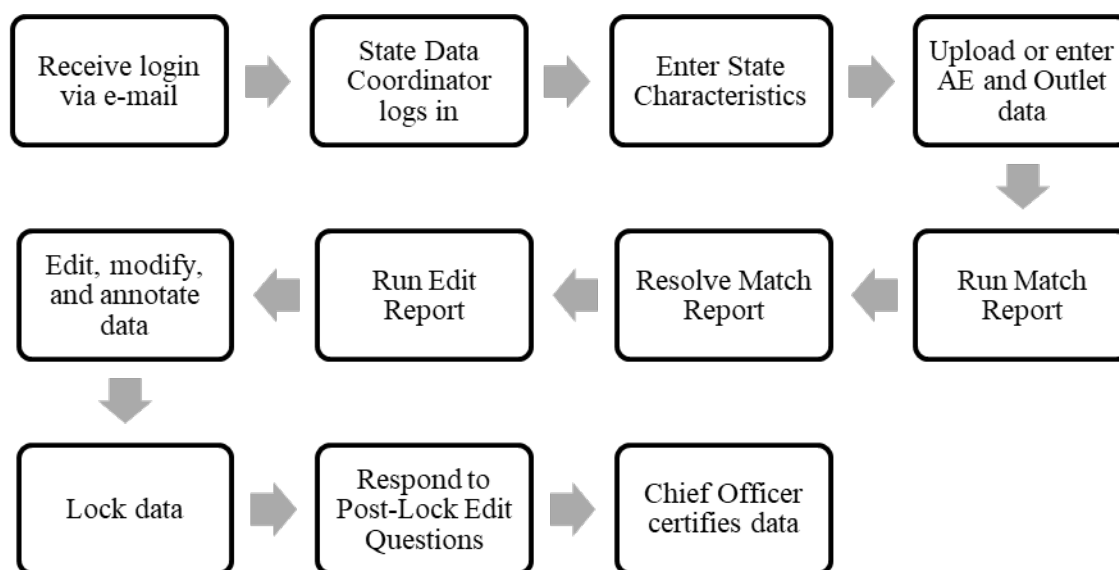 Receive login
via e-mail
State Data
Coordinator
logs in
Enter State
Characteristics
Upload or enter
AE and Outlet
data
Run Match
Report
Resolve Match
Report
Run Edit
Report
Edit, modify,
and annotate
data
Lock data
Respond to
Post-Lock Edit
Questions
Chief Officer
certifies data